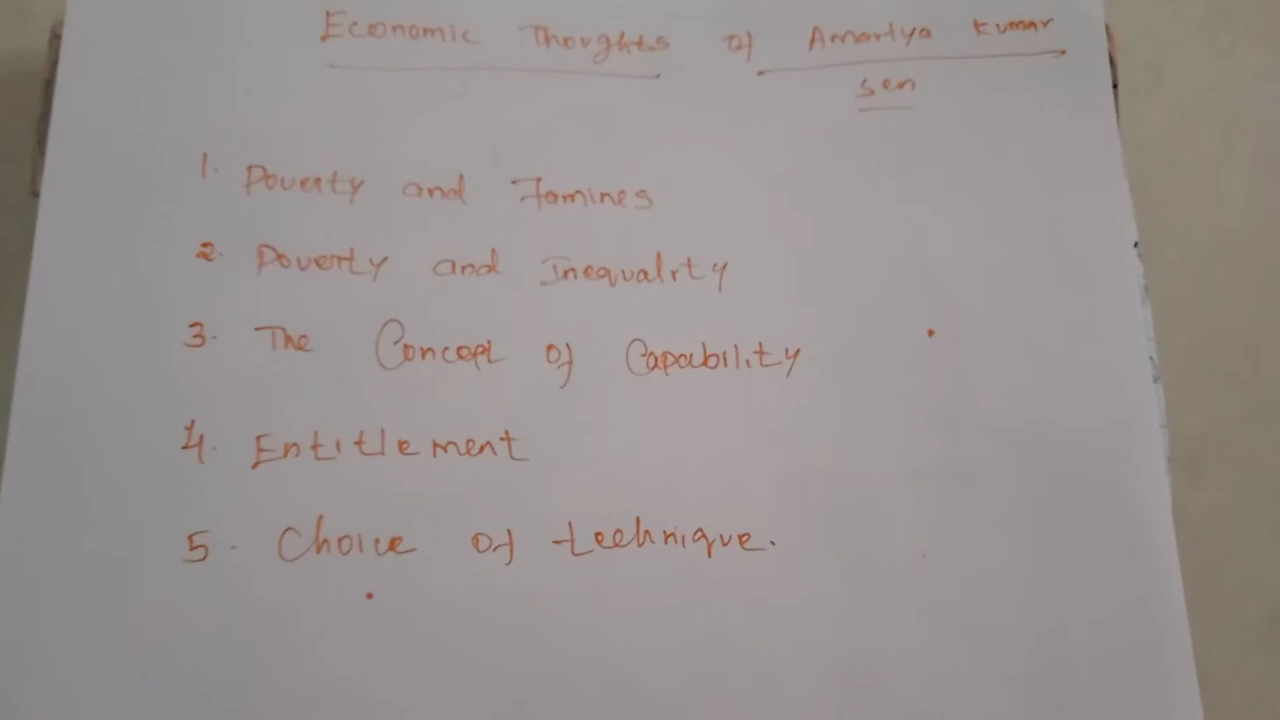 Economic Thoughts of Amartya Kumar
Sen
1. Poverty and Famines
2. Poverty and Inequality
3. The Concept of Capability
4. Entitlement
5. Choice of technique.